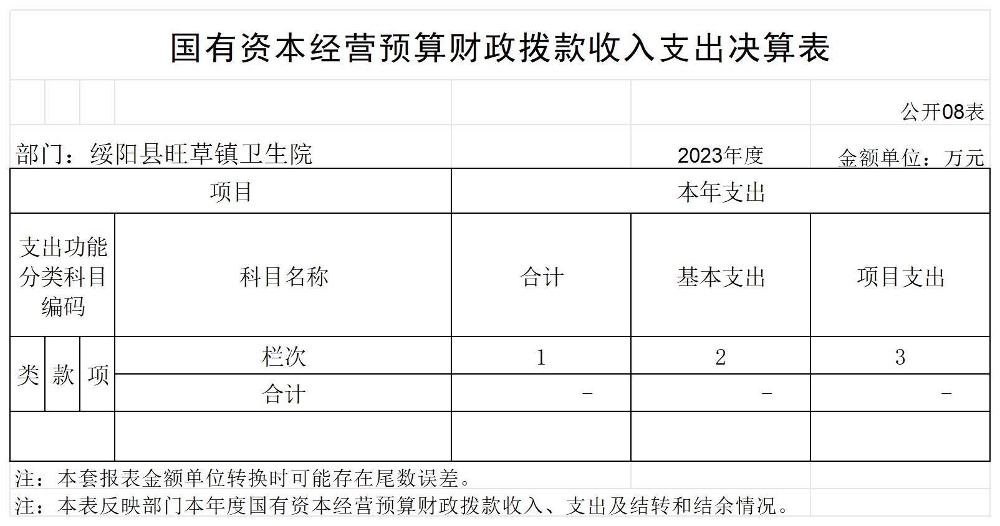 国有资本经营预算财政拨款收入支出决算表
公开08表
部门：绥阳县旺草镇卫生院 2023年度 金额单位：万元
项目 本年支出
支出功能
分类科目
编码
科目名称 合计 基本支出 项目支出
类 款 项 栏次 1 2 3
合计 - - -
注：本套报表金额单位转换时可能存在尾数误差。
注：本表反映部门本年度国有资本经营预算财政拨款收入、支出及结转和结余情况。